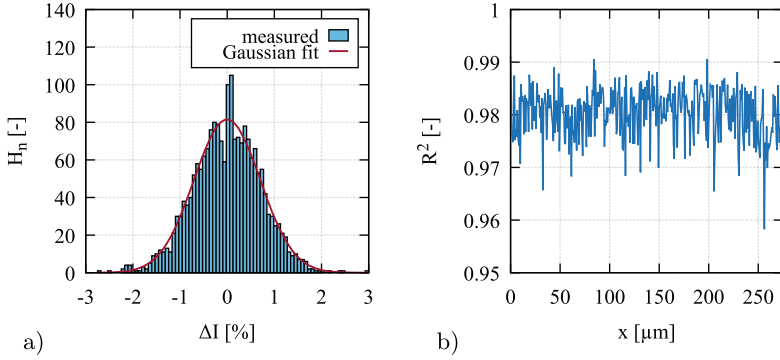 140
120
100
80
60
40
20
0
H_n [-]
measured
Gaussian fit
-3 -2 -1 0 1 2 3
ΔI [%]
a)
1
0.99
0.98
0.97
0.96
0.95
R² [-]
0 50 100 150 200 250
x [µm]
b)